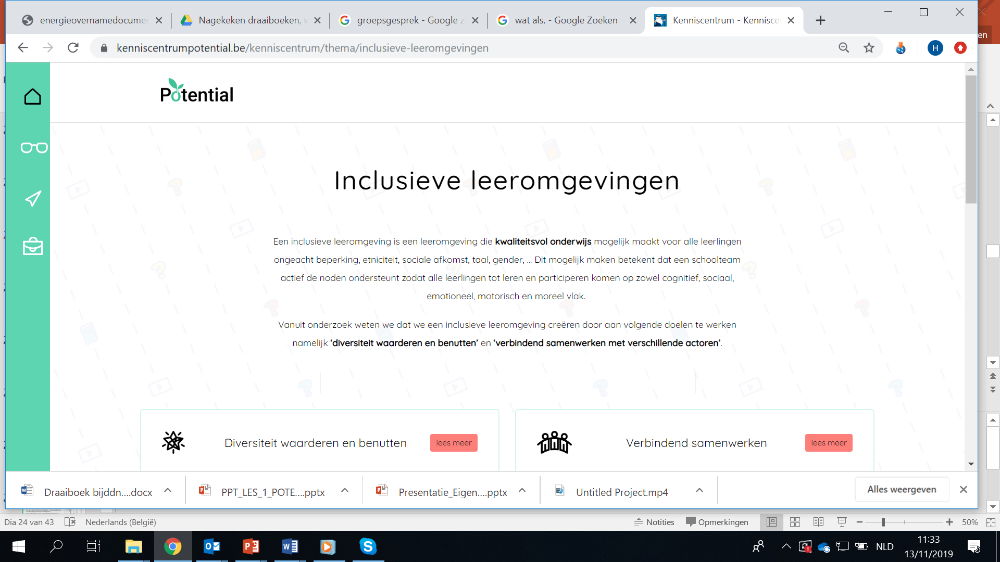 energieovernamedocumen
Nagekeken draaiboeken, v
groepsgesprek - Google z
wat als, - Google Zoeken
Kenniscentrum - Kennisce
en
kenniscentrumpotential.be/kenniscentrum/thema/inclusieve-leeromgevingen
H
Potential
Inclusieve leeromgevingen
Een inclusieve leeromgeving is een leeromgeving die kwaliteitsvol onderwijs mogelijk maakt voor alle leerlingen
ongeacht beperking, etniciteit, sociale afkomst, taal, gender, ... Dit mogelijk maken betekent dat een schoolteam
actief de noden ondersteunt zodat alle leerlingen tot leren en participeren komen op zowel cognitief, sociaal,
emotioneel, motorisch en moreel vlak.
Vanuit onderzoek weten we dat we een inclusieve leeromgeving creëren door aan volgende doelen te werken
namelijk ‘diversiteit waarderen en benutten’ en ‘verbindend samenwerken met verschillende actoren’.
Diversiteit waarderen en benutten
lees meer
Verbindend samenwerken
lees meer
Draaiboek bijddn....docx
PPT_LES_1_POTE....pptx
Presentatie_Eigen....pptx
Untitled Project.mp4
Alles weergeven
Dia 24 van 43
Nederlands (België)
Notities
Opmerkingen
50%
NLD
11:33
13/11/2019